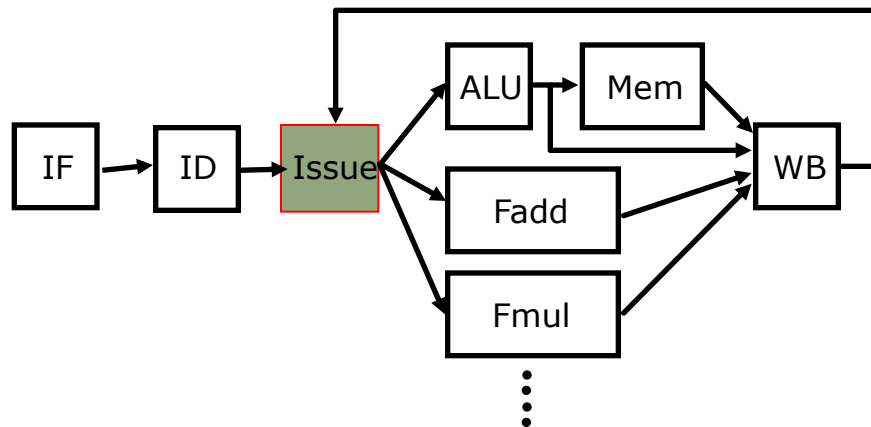 IF
ID
Issue
ALU
Mem
WB
Fadd
Fmul